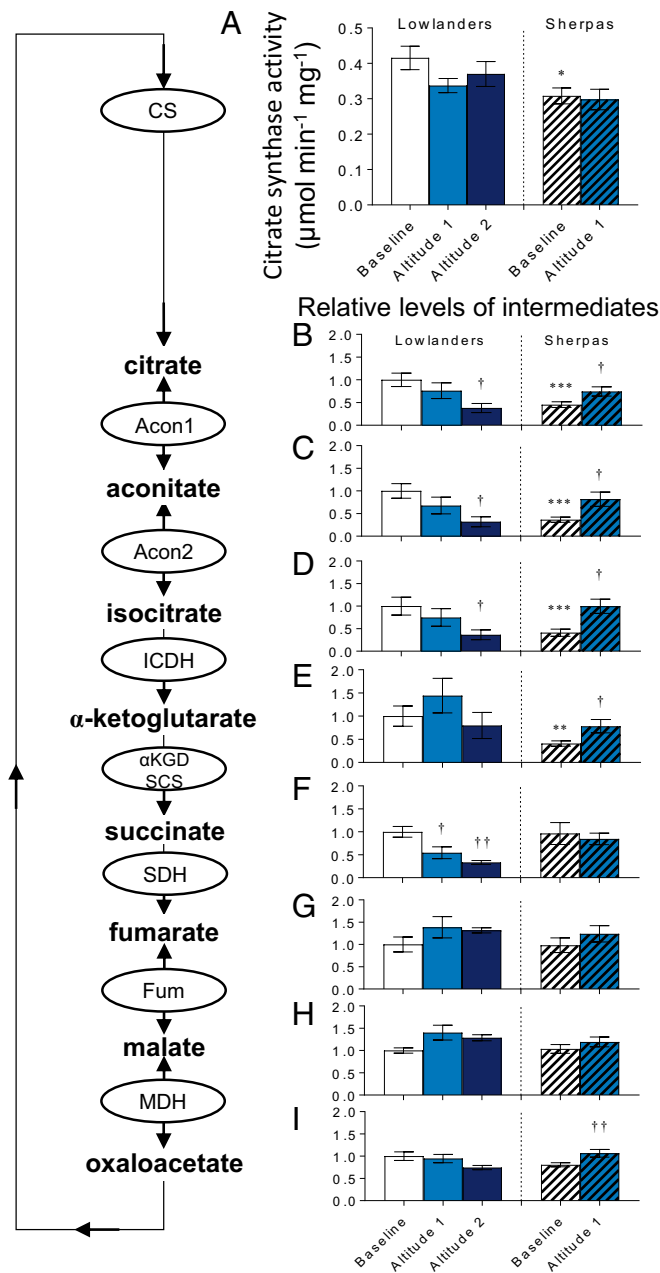 A
Lowlanders
Sherpas
Citrate synthase activity
(µmol min⁻¹ mg⁻¹)
0.5
0.4
0.3
0.2
0.1
0.0
*
Baseline
Altitude 1
Altitude 2
Baseline
Altitude 1
CS
citrate
Acon1
aconitate
Acon2
isocitrate
ICDH
α-ketoglutarate
αKGD
SCS
succinate
SDH
fumarate
Fum
malate
MDH
oxaloacetate
Relative levels of intermediates
B
Lowlanders
Sherpas
2.0
1.5
1.0
0.5
0.0
†
***
†
C
2.0
1.5
1.0
0.5
0.0
†
***
†
D
2.0
1.5
1.0
0.5
0.0
†
***
†
E
2.0
1.5
1.0
0.5
0.0
**
†
F
2.0
1.5
1.0
0.5
0.0
†
††
G
2.0
1.5
1.0
0.5
0.0
H
2.0
1.5
1.0
0.5
0.0
I
2.0
1.5
1.0
0.5
0.0
††
Baseline
Altitude 1
Altitude 2
Baseline
Altitude 1